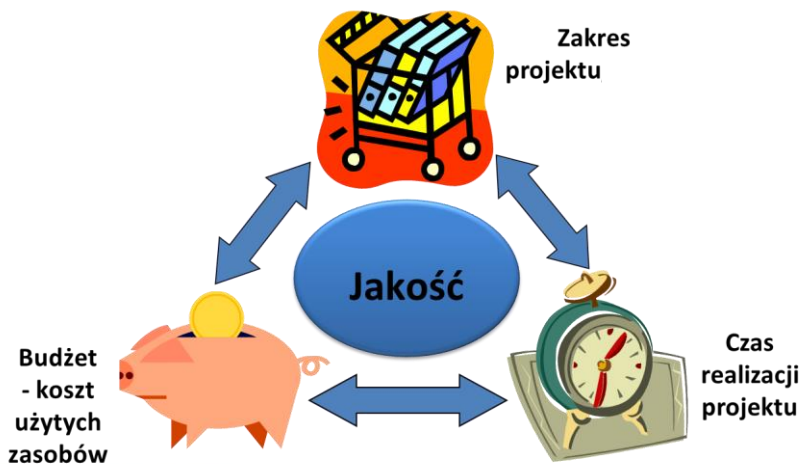 Zakres
projektu
Jakość
Budżet
- koszt
użytych
zasobów
Czas
realizacji
projektu